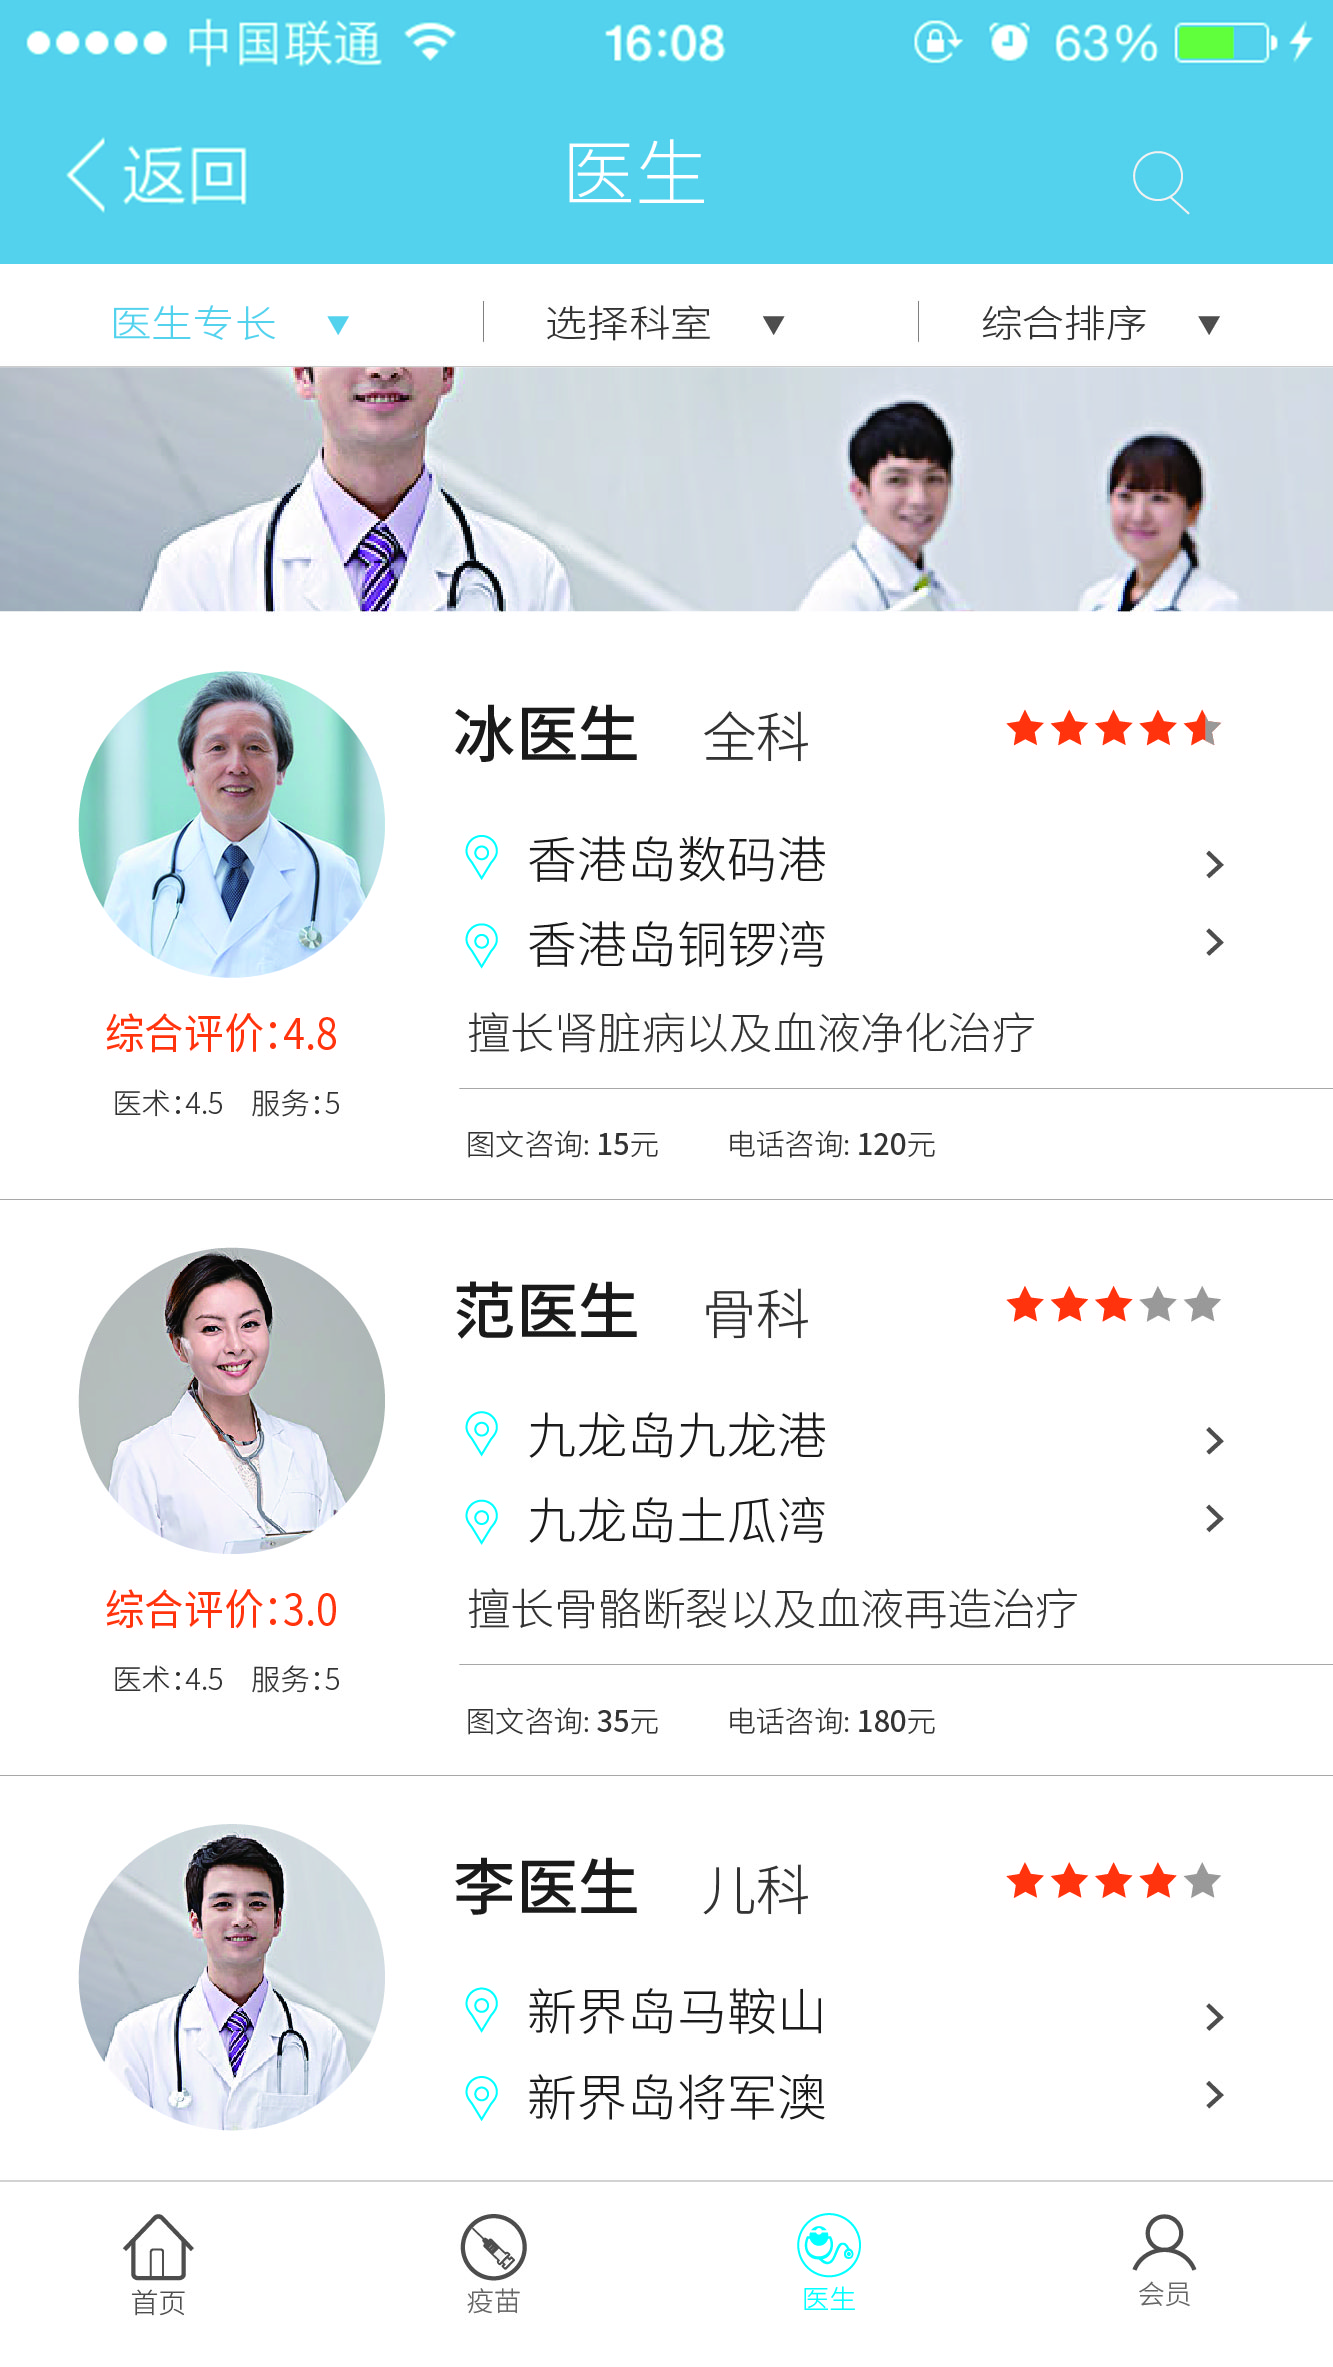 中国联通 16:08 63%
返回 医生
医生专长 选择科室 综合排序
冰医生 全科
香港岛数码港
香港岛铜锣湾
综合评价:4.8
擅长肾脏病以及血液净化治疗
医术:4.5 服务:5
图文咨询: 15元 电话咨询: 120元
范医生 骨科
九龙岛九龙港
九龙岛土瓜湾
综合评价:3.0
擅长骨骼断裂以及血液再造治疗
医术:4.5 服务:5
图文咨询: 35元 电话咨询: 180元
李医生 儿科
新界岛马鞍山
新界岛将军澳
首页 疫苗 医生 会员